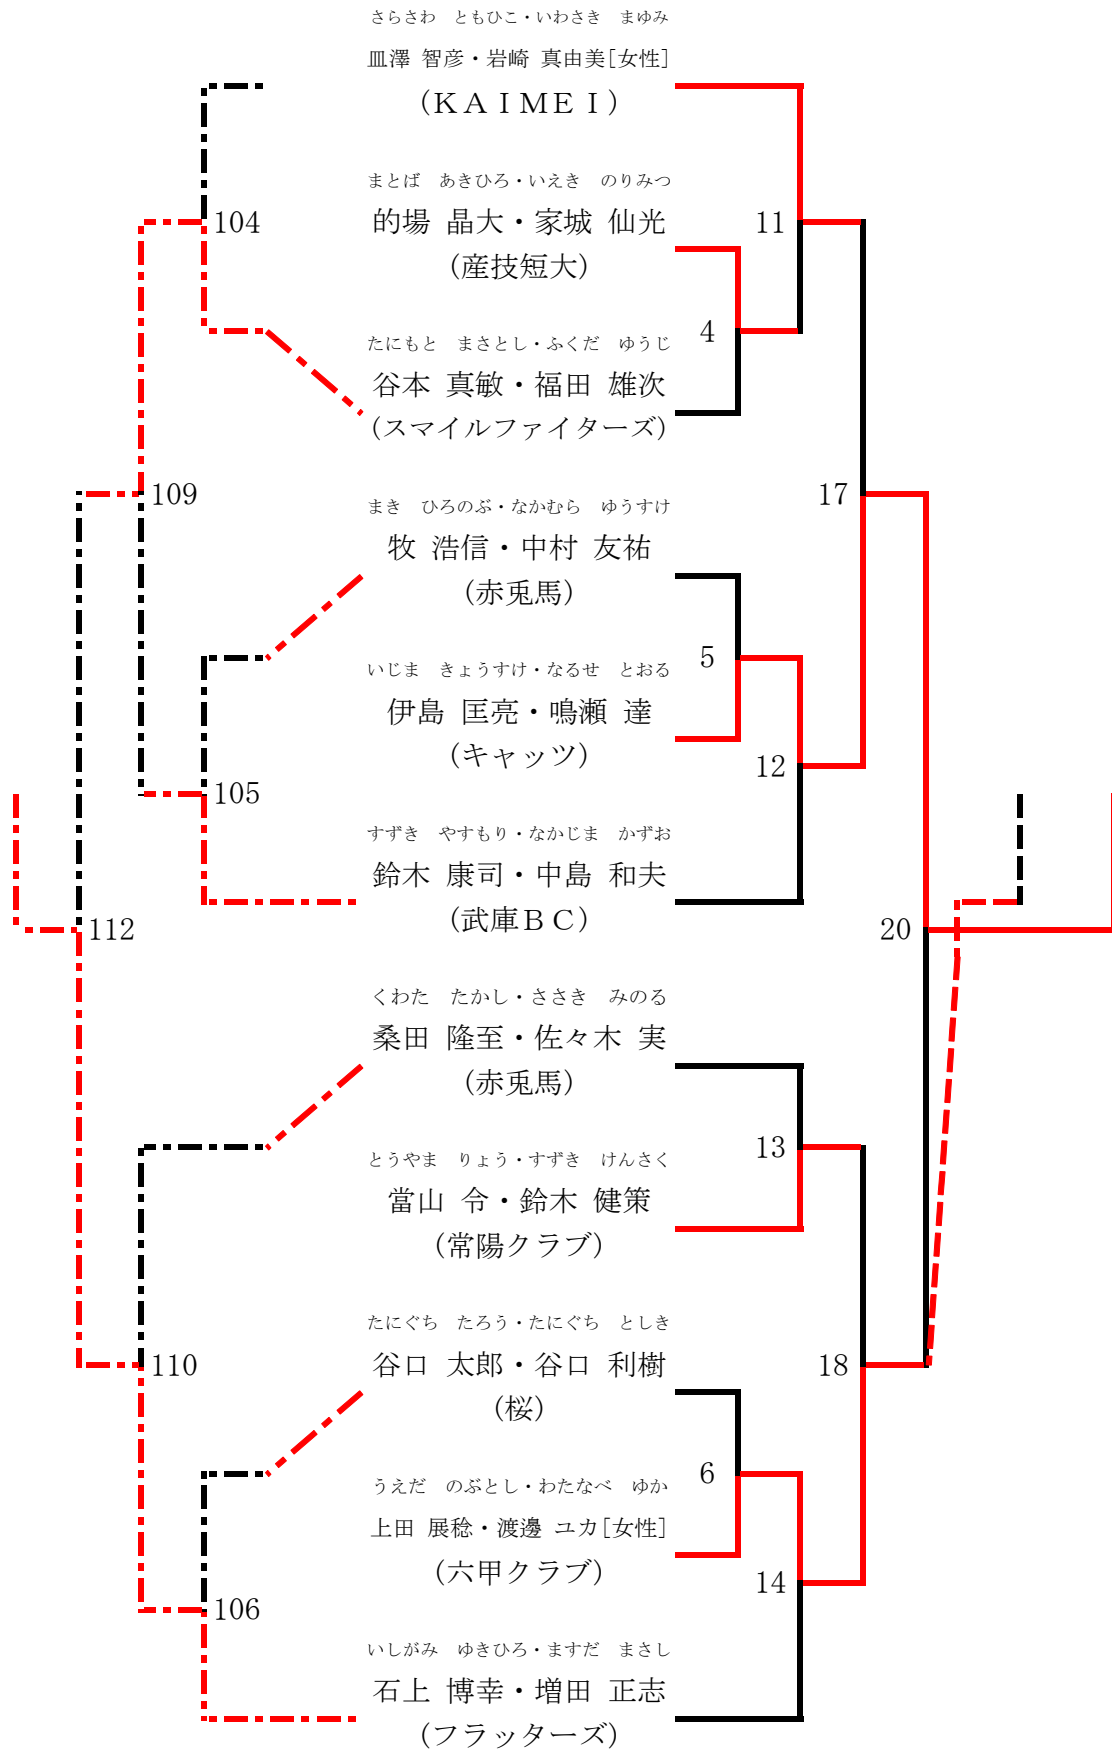 さらさわ　ともひこ・いわさき　まゆみ
皿澤 智彦・岩崎 真由美[女性]
(ＫＡＩＭＥＩ)
104
まとば　あきひろ・いえき　のりみつ
的場 晶大・家城 仙光
(産技短大)
11
4
たにもと　まさとし・ふくだ　ゆうじ
谷本 真敏・福田 雄次
(スマイルファイターズ)
109
17
まき　ひろのぶ・なかむら　ゆうすけ
牧 浩信・中村 友祐
(赤兎馬)
5
いじま　きょうすけ・なるせ　とおる
伊島 匡亮・鳴瀬 達
(キャッツ)
12
105
すずき　やすもり・なかじま　かずお
鈴木 康司・中島 和夫
(武庫ＢＣ)
112
20
くわた　たかし・ささき　みのる
桑田 隆至・佐々木 実
(赤兎馬)
13
とうやま　りょう・すずき　けんさく
當山 令・鈴木 健策
(常陽クラブ)
たにぐち　たろう・たにぐち　としき
谷口 太郎・谷口 利樹
(桜)
110
18
6
うえだ　のぶとし・わたなべ　ゆか
上田 展稔・渡邊 ユカ[女性]
(六甲クラブ)
14
106
いしがみ　ゆきひろ・ますだ　まさし
石上 博幸・増田 正志
(フラッターズ)